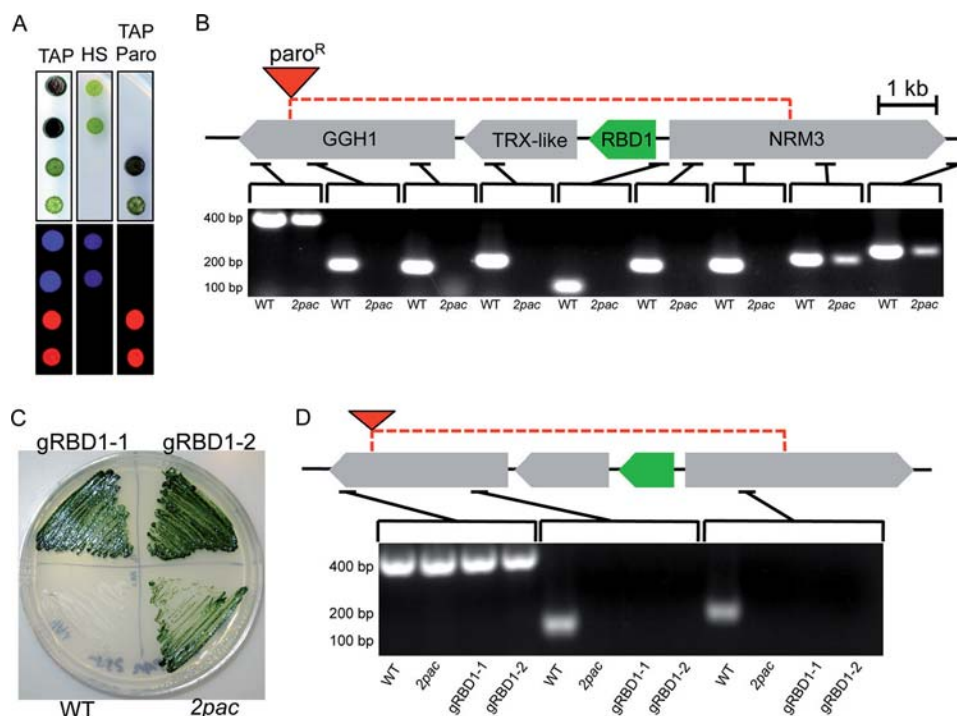 A
TAP HS TAP Paro
B
paroR
1 kb
GGH1 TRX-like RBD1 NRM3
400 bp
200 bp
100 bp
WT 2pac WT 2pac WT 2pac WT 2pac WT 2pac WT 2pac WT 2pac WT 2pac WT 2pac
C
gRBD1-1 gRBD1-2
WT 2pac
D
400 bp
200 bp
100 bp
WT 2pac gRBD1-1 gRBD1-2 WT 2pac gRBD1-1 gRBD1-2 WT 2pac gRBD1-1 gRBD1-2